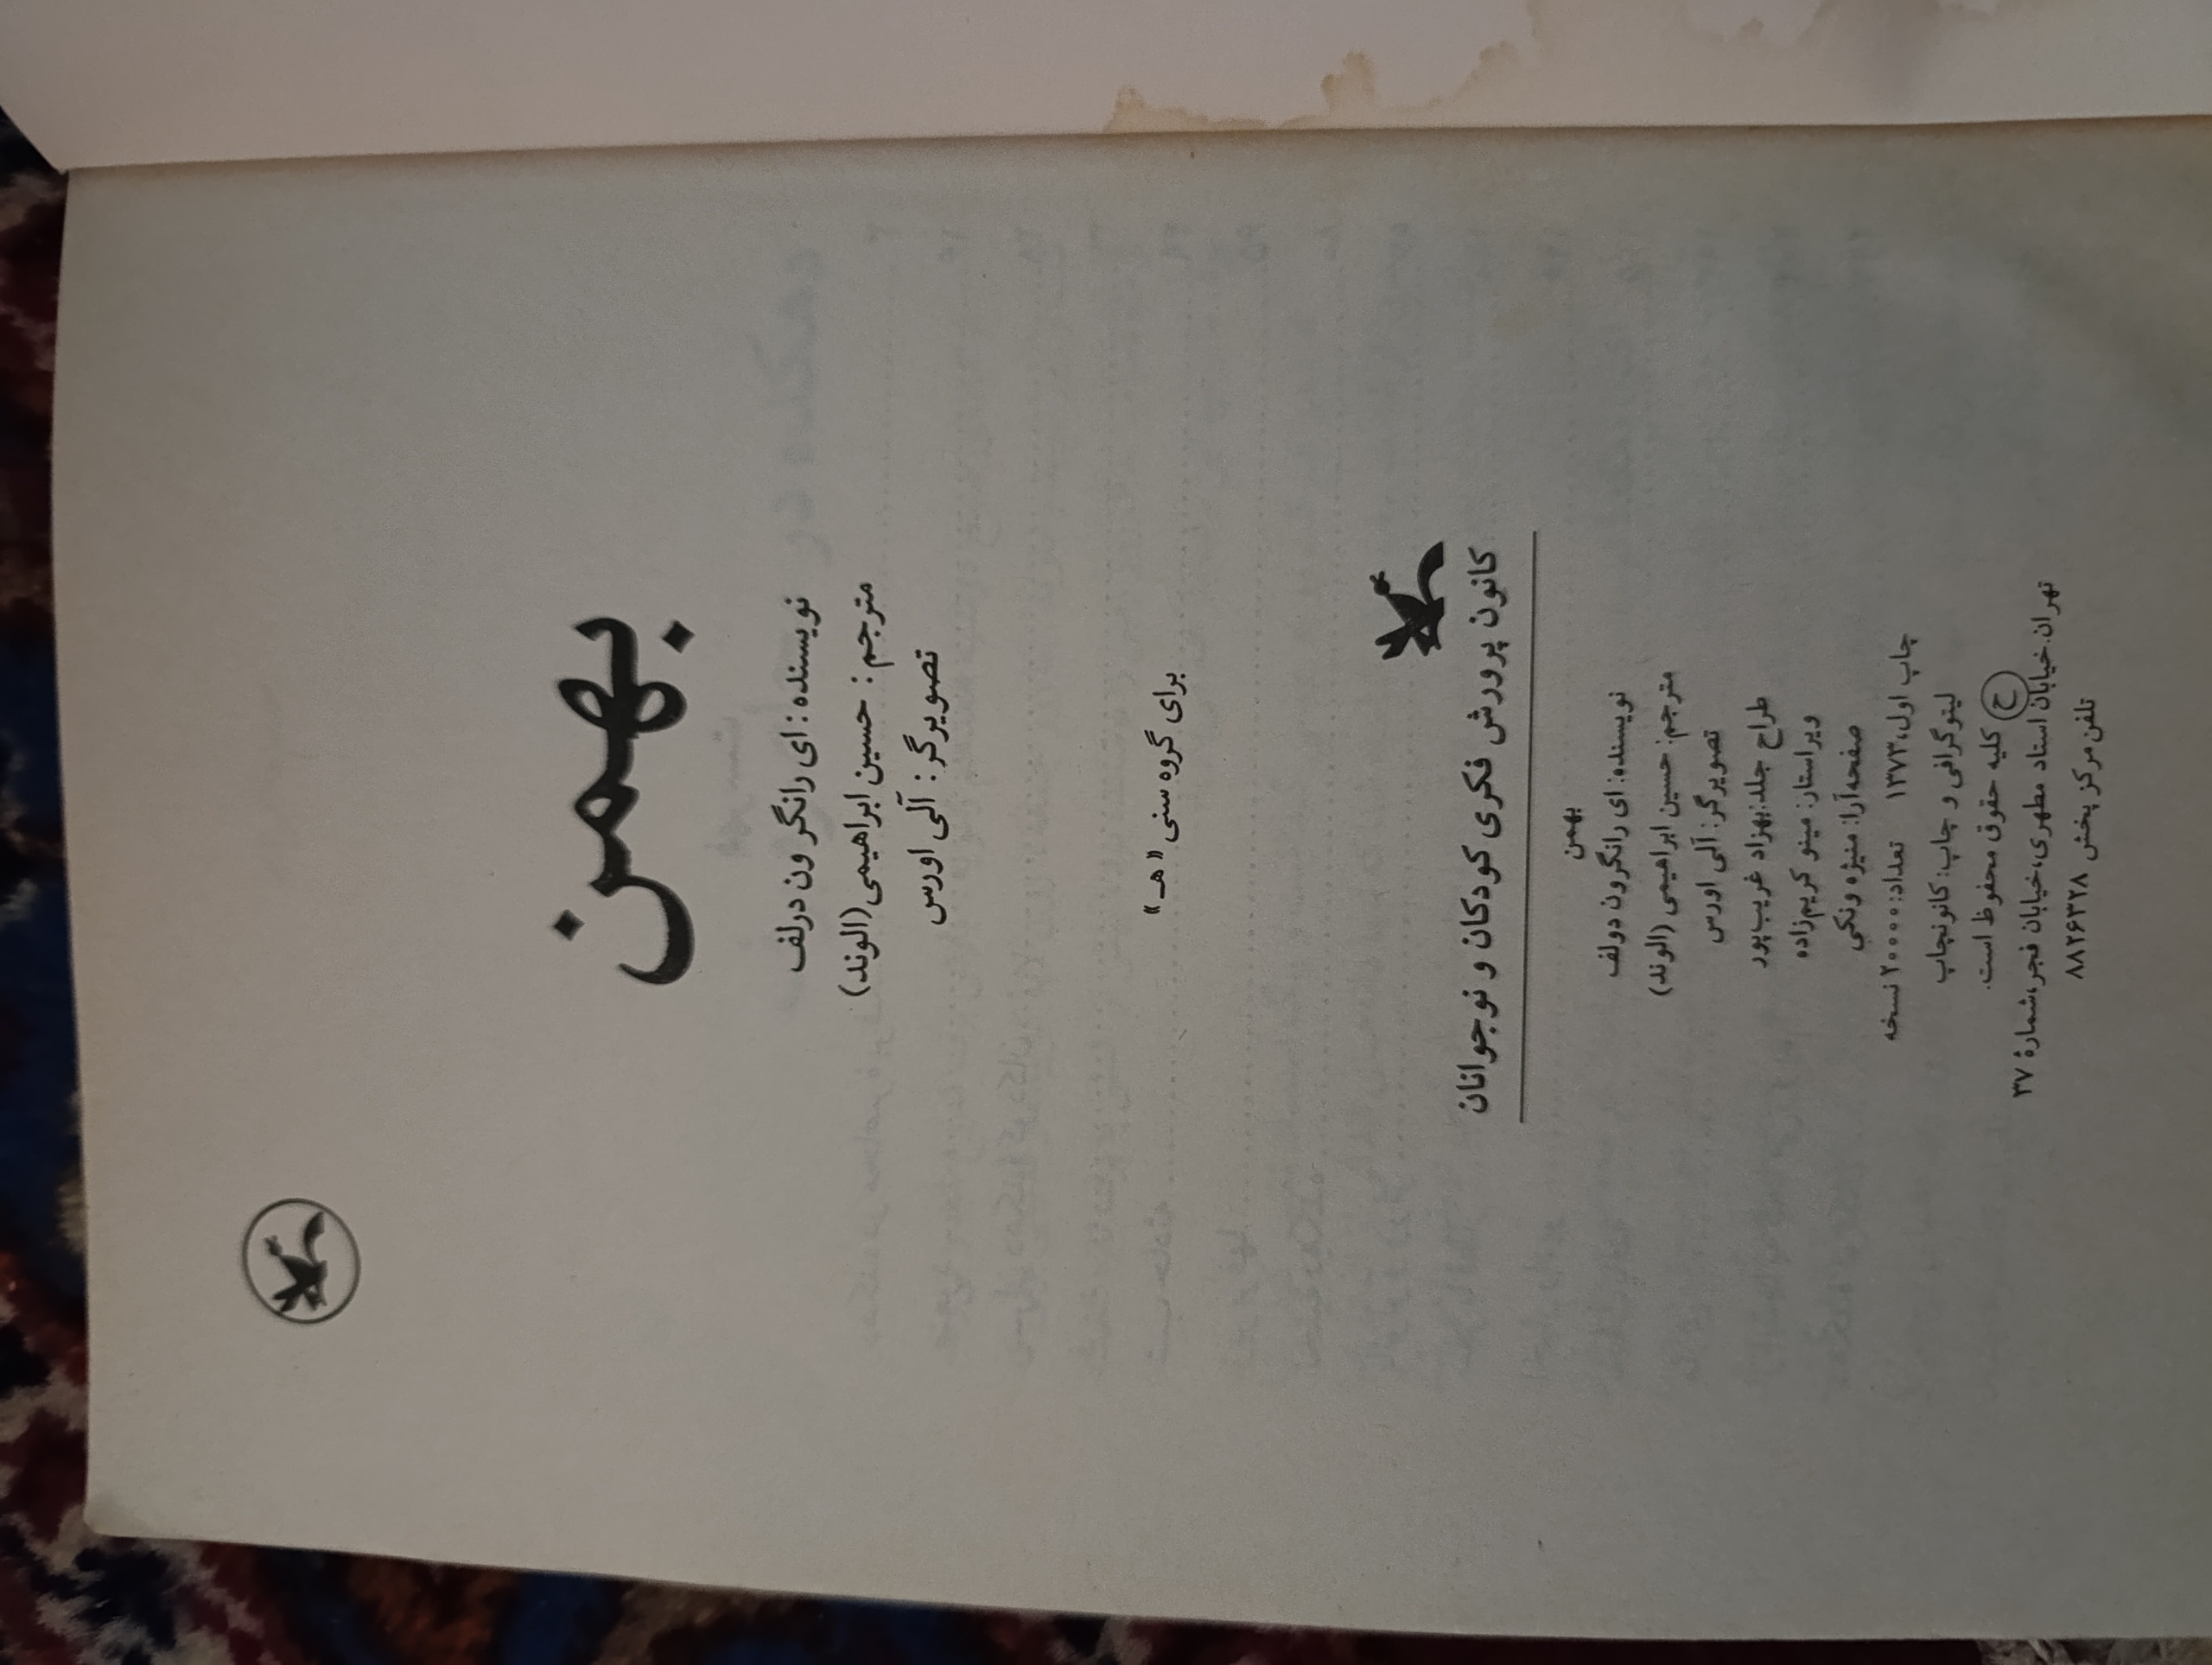 بهمن
نویسنده: ای رانگر ون درلف
مترجم: حسین ابراهیمی (الوند)
تصویرگر: آلی اورس
برای گروه سنی «هـ»
کانون پرورش فکری کودکان و نوجوانان
بهمن
نویسنده: ای رانگرون دولف
مترجم: حسین ابراهیمی (الوند)
تصویرگر: آلی اورس
طراح جلد: بهزاد غریب‌پور
ویراستار: مینو کریم‌زاده
صفحه‌آرا: منیژه ونکی
چاپ اول، ۱۳۷۳ تعداد: ۲۰۰۰۰ نسخه
لیتوگرافی و چاپ: کانونچاپ
ح کلیه حقوق محفوظ است.
تهران. خیابان استاد مطهری، خیابان فجر، شمارهٔ ۳۷
تلفن مرکز پخش ۸۸۲۶۳۲۸